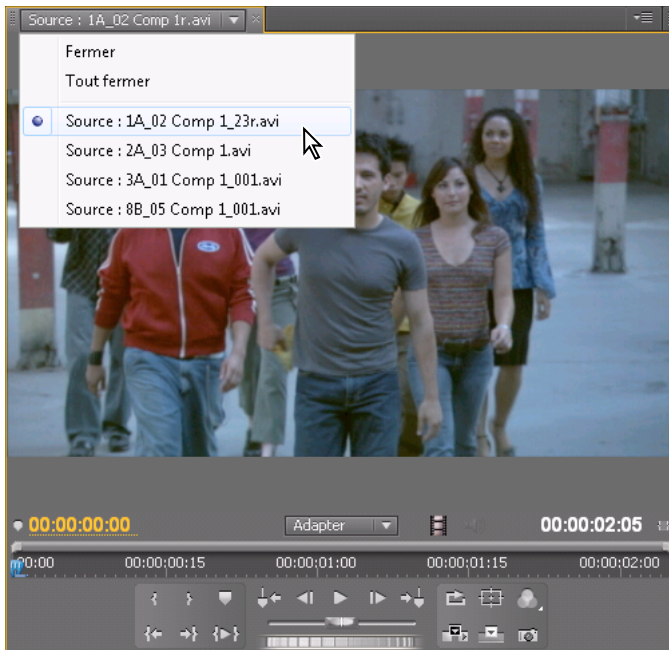 Source : 1A_02 Comp 1r.avi
Fermer
Tout fermer
Source : 1A_02 Comp 1_23r.avi
Source : 2A_03 Comp 1.avi
Source : 3A_01 Comp 1_001.avi
Source : 8B_05 Comp 1_001.avi
00:00:00:00 Adapter 00:00:02:05
00:00 00:00:00:15 00:00:01:00 00:00:01:15 00:00:02:00